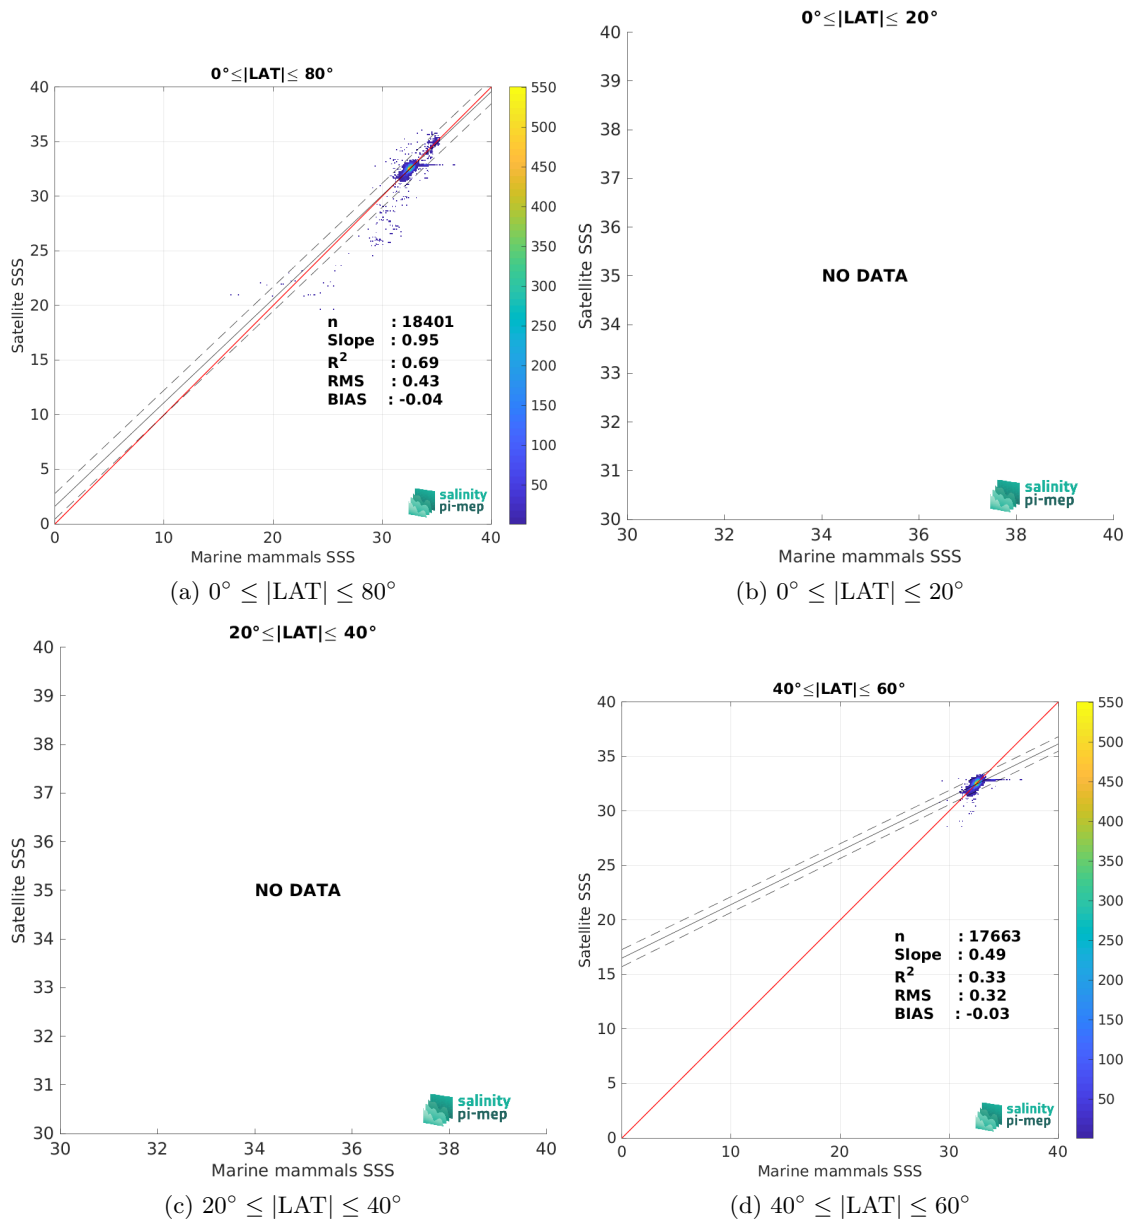 0°≤|LAT|≤ 80°
40
35
30
25
20
15
10
5
0
0
10
20
30
40
Satellite SSS
Marine mammals SSS
n : 18401
Slope : 0.95
R² : 0.69
RMS : 0.43
BIAS : -0.04
salinity
pi-mep
550
500
450
400
350
300
250
200
150
100
50
(a) 0° ≤ |LAT| ≤ 80°
0°≤|LAT|≤ 20°
40
39
38
37
36
35
34
33
32
31
30
30
32
34
36
38
40
Satellite SSS
Marine mammals SSS
NO DATA
salinity
pi-mep
(b) 0° ≤ |LAT| ≤ 20°
20°≤|LAT|≤ 40°
40
39
38
37
36
35
34
33
32
31
30
30
32
34
36
38
40
Satellite SSS
Marine mammals SSS
NO DATA
salinity
pi-mep
(c) 20° ≤ |LAT| ≤ 40°
40°≤|LAT|≤ 60°
40
35
30
25
20
15
10
5
0
0
10
20
30
40
Satellite SSS
Marine mammals SSS
n : 17663
Slope : 0.49
R² : 0.33
RMS : 0.32
BIAS : -0.03
salinity
pi-mep
550
500
450
400
350
300
250
200
150
100
50
(d) 40° ≤ |LAT| ≤ 60°